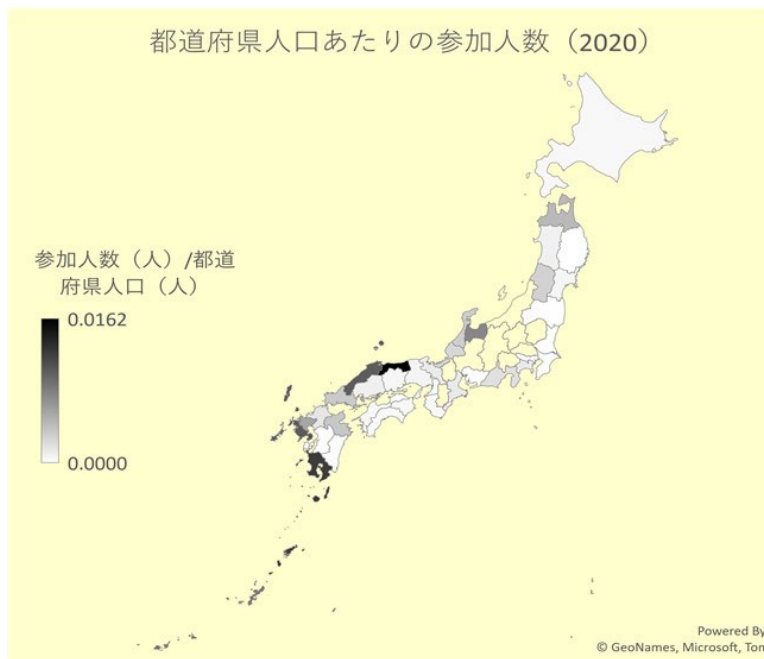 都道府県人口あたりの参加人数（2020）
参加人数（人）/都道
府県人口（人）
0.0162
0.0000
Powered By
© GeoNames, Microsoft, Tom